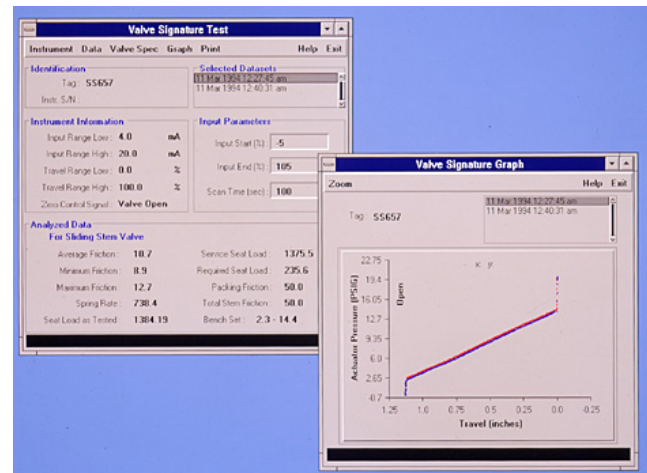 Valve Signature Test
Instrument Data Valve Spec Graph Print Help Exit
Identification
Tag: SS657
Instr. S/N:
Selected Datasets
11 Mar 1994 12:27:45 am
11 Mar 1994 12:40:31 am
Instrument Information
Input Range Low: 4.0 mA
Input Range High: 20.0 mA
Travel Range Low: 0.0 %
Travel Range High: 100.0 %
Zero Control Signal: Valve Open
Input Parameters
Input Start (%) -5
Input End (%) 105
Scan Time (sec) 100
Analyzed Data
For Sliding Stem Valve
Average Friction: 10.7
Minimum Friction: 8.9
Maximum Friction: 12.7
Spring Rate: 738.4
Seat Load as Tested: 1384.19
Service Seat Load: 1375.5
Required Seat Load: 235.6
Packing Friction: 50.0
Total Stem Friction: 50.0
Bench Set: 2.3 - 14.4
Valve Signature Graph
Zoom Help Exit
Tag: SS657
11 Mar 1994 12:27:45 am
11 Mar 1994 12:40:31 am
x: y:
Open
Actuator Pressure (PSIG)
22.75
19.4
16.05
12.7
9.35
6.0
2.65
-0.7
1.25 1.0 0.75 0.5 0.25 0.0 -0.25
Travel (inches)